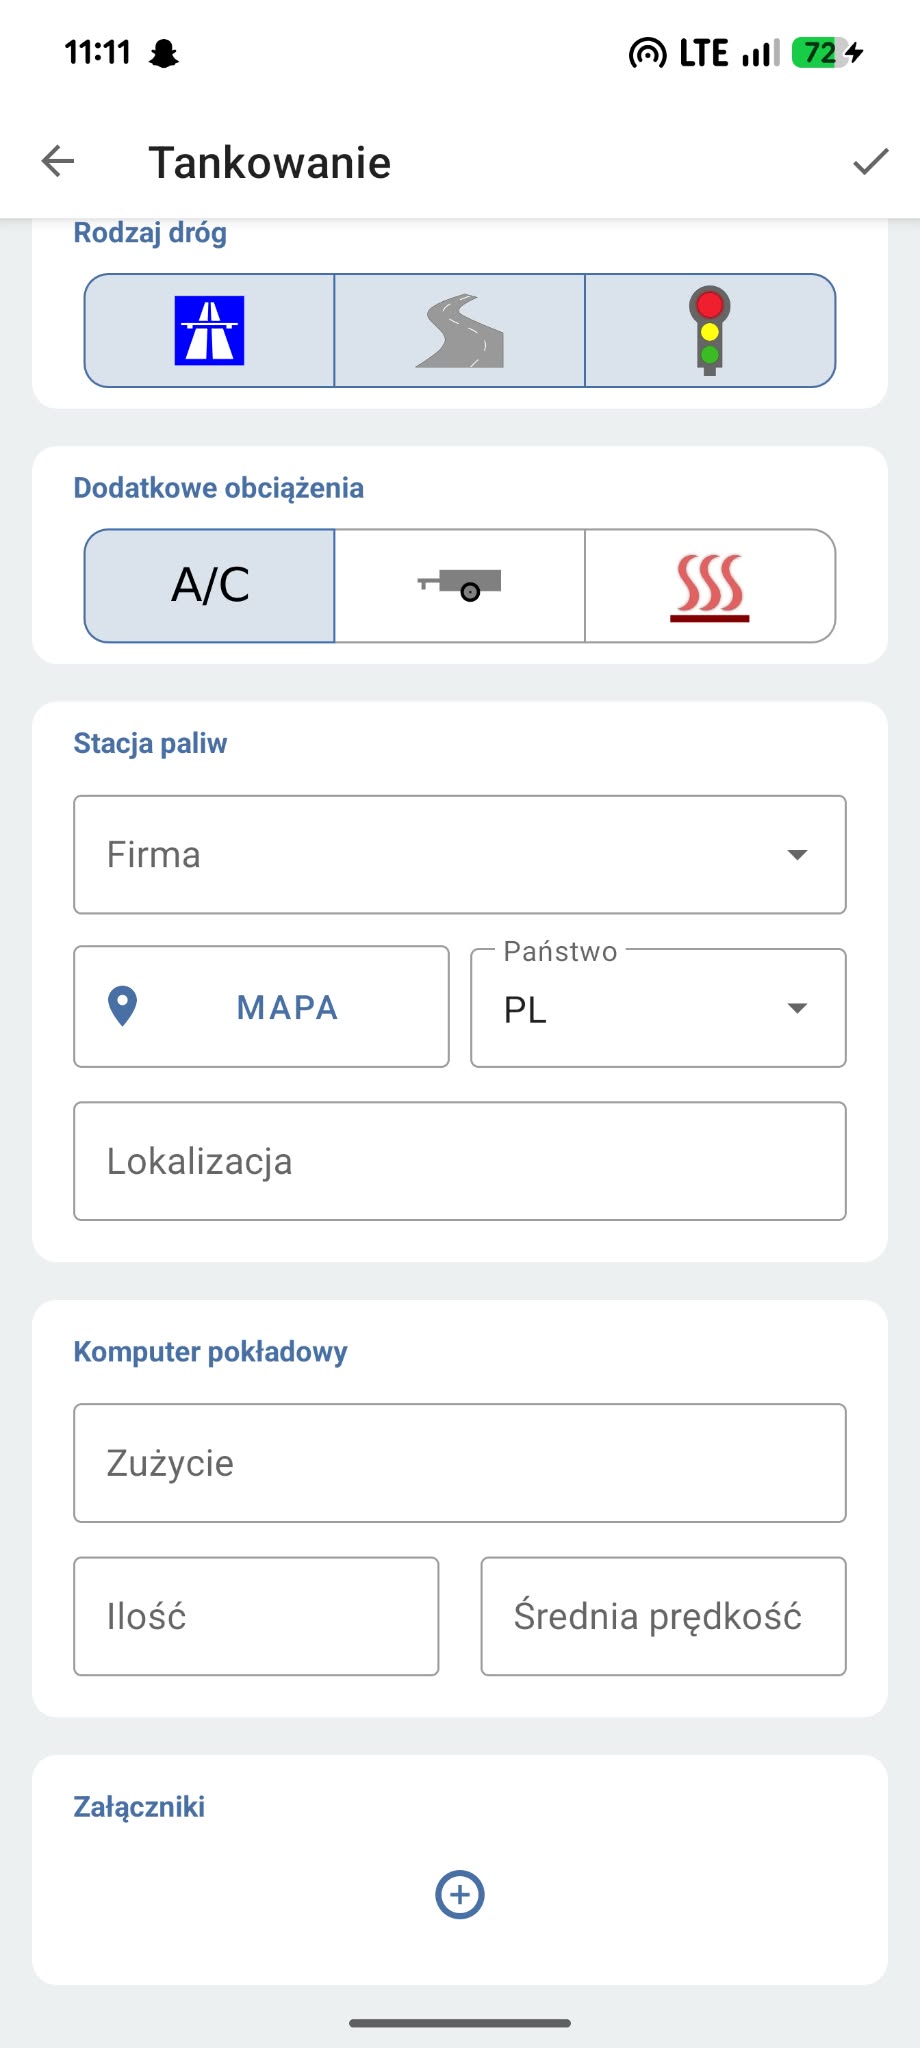 11:11 LTE 72
Tankowanie
Rodzaj dróg
Dodatkowe obciążenia
A/C
Stacja paliw
Firma
MAPA
Państwo
PL
Lokalizacja
Komputer pokładowy
Zużycie
Ilość
Średnia prędkość
Załączniki